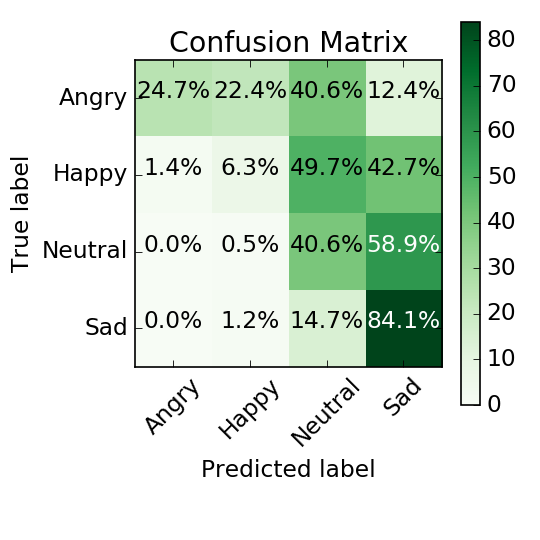 Confusion Matrix
True label
Angry 24.7% 22.4% 40.6% 12.4%
Happy 1.4% 6.3% 49.7% 42.7%
Neutral 0.0% 0.5% 40.6% 58.9%
Sad 0.0% 1.2% 14.7% 84.1%
Angry Happy Neutral Sad
Predicted label
80
70
60
50
40
30
20
10
0